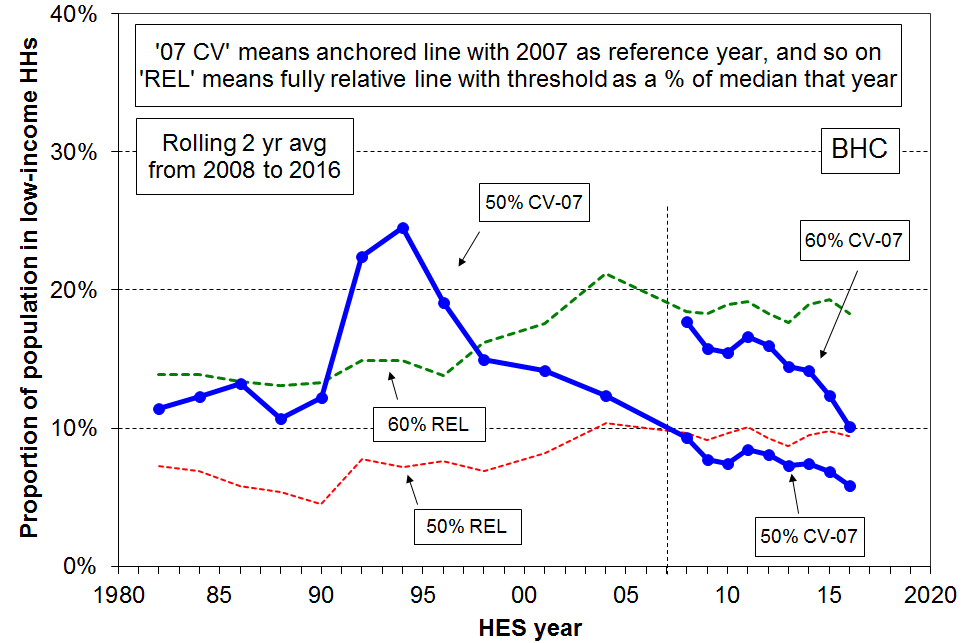 40%
'07 CV' means anchored line with 2007 as reference year, and so on
'REL' means fully relative line with threshold as a % of median that year
Rolling 2 yr avg
from 2008 to 2016
30%
BHC
50% CV-07
60% CV-07
20%
60% REL
10%
50% REL
50% CV-07
0%
Proportion of population in low-income HHs
1980 85 90 95 00 05 10 15 2020
HES year